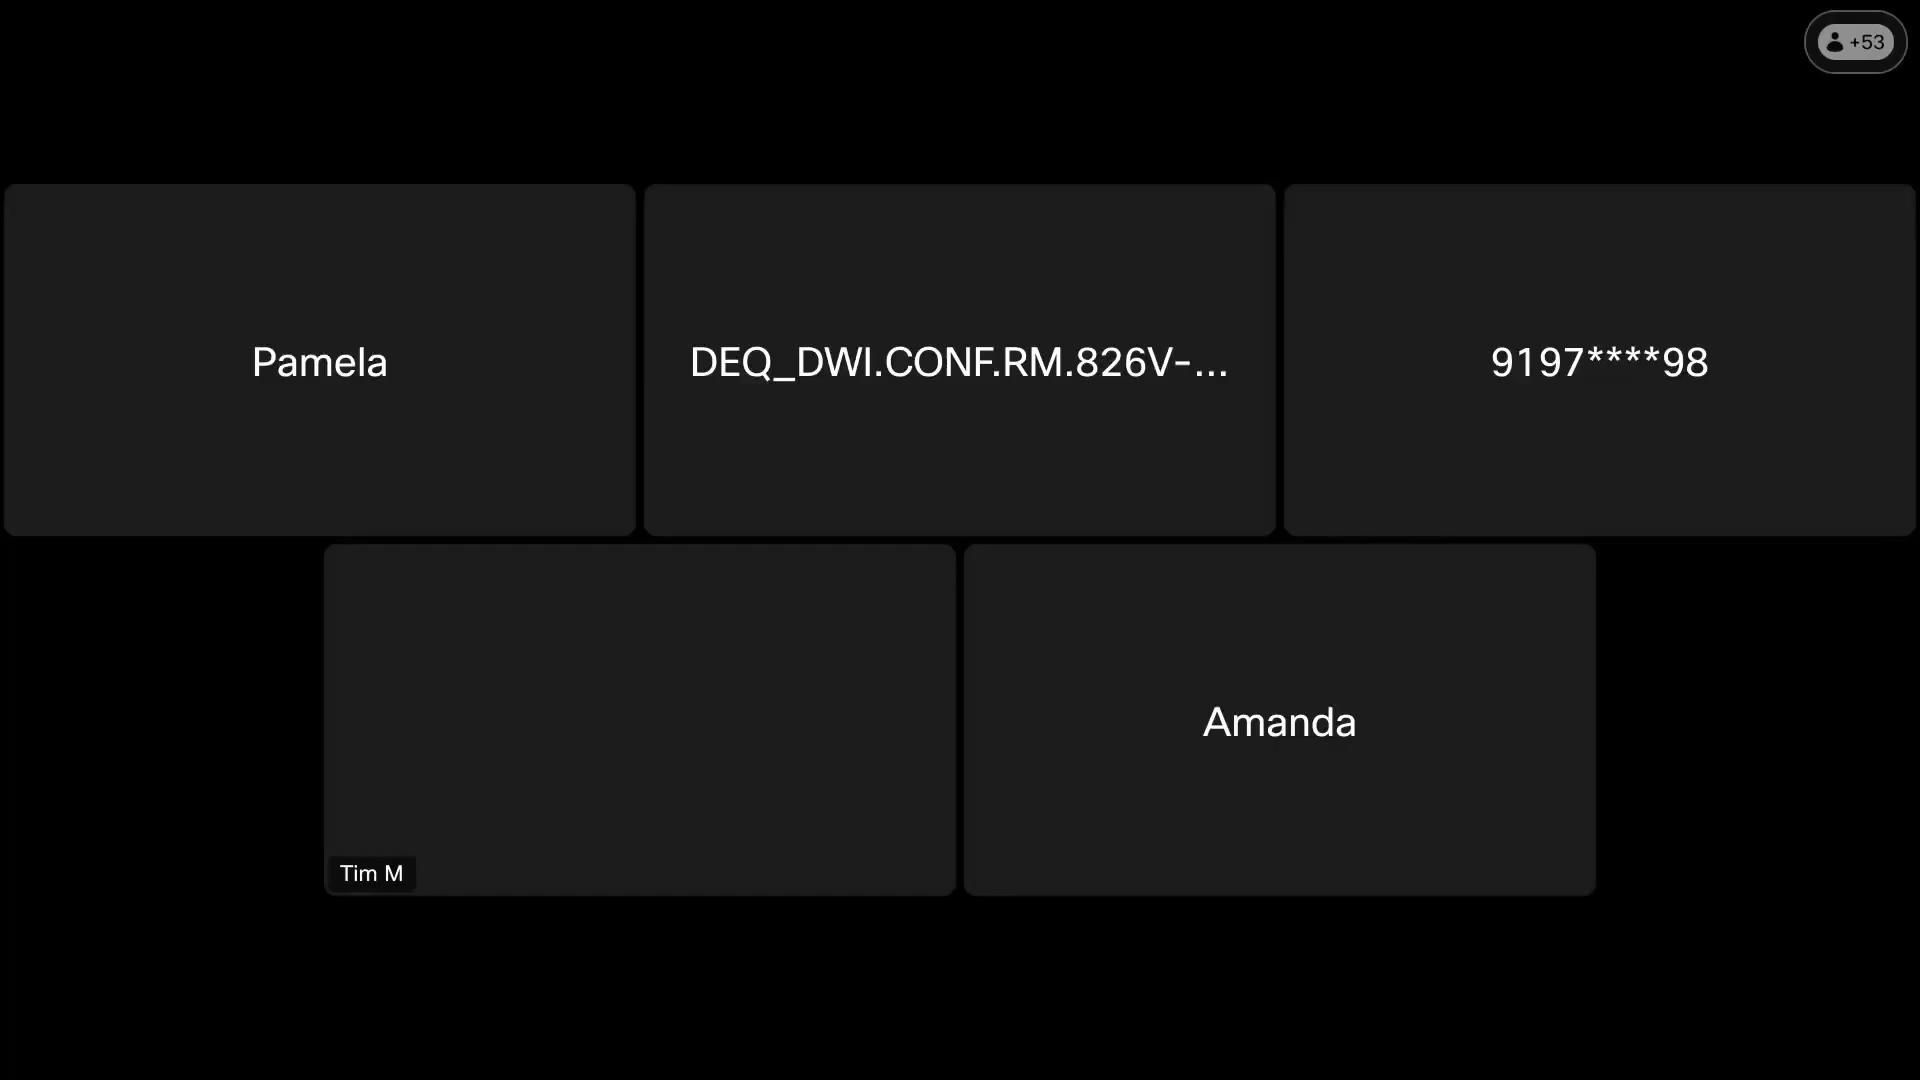 +53
Pamela
DEQ_DWI.CONF.RM.826V-...
9197****98
Tim M
Amanda